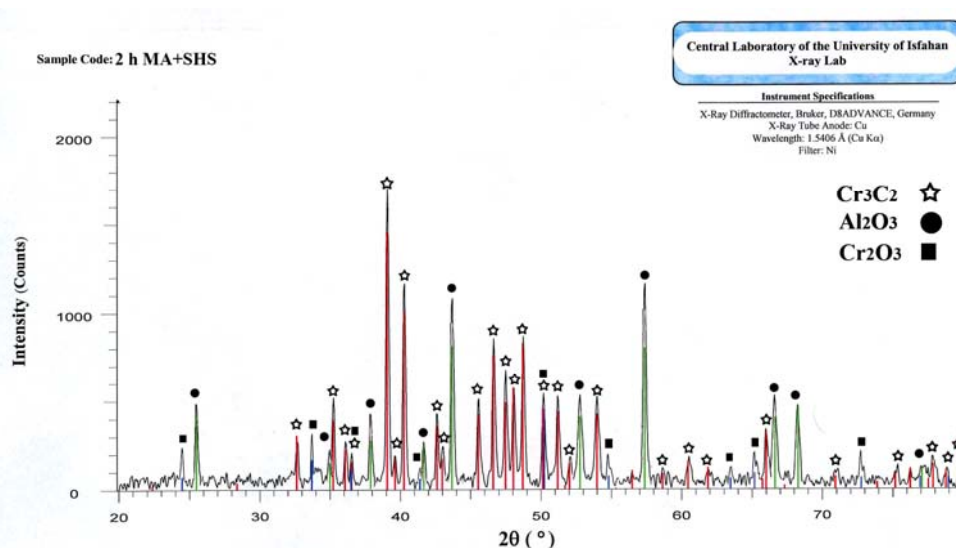 Sample Code: 2 h MA+SHS
Central Laboratory of the University of Isfahan
X-ray Lab
Instrument Specifications
X-Ray Diffractometer, Bruker, D8ADVANCE, Germany
X-Ray Tube Anode: Cu
Wavelength: 1.5406 Å (Cu Kα)
Filter: Ni
Cr3C2
Al2O3
Cr2O3
Intensity (Counts)
2000
1000
0
20 30 40 50 60 70
2θ (°)